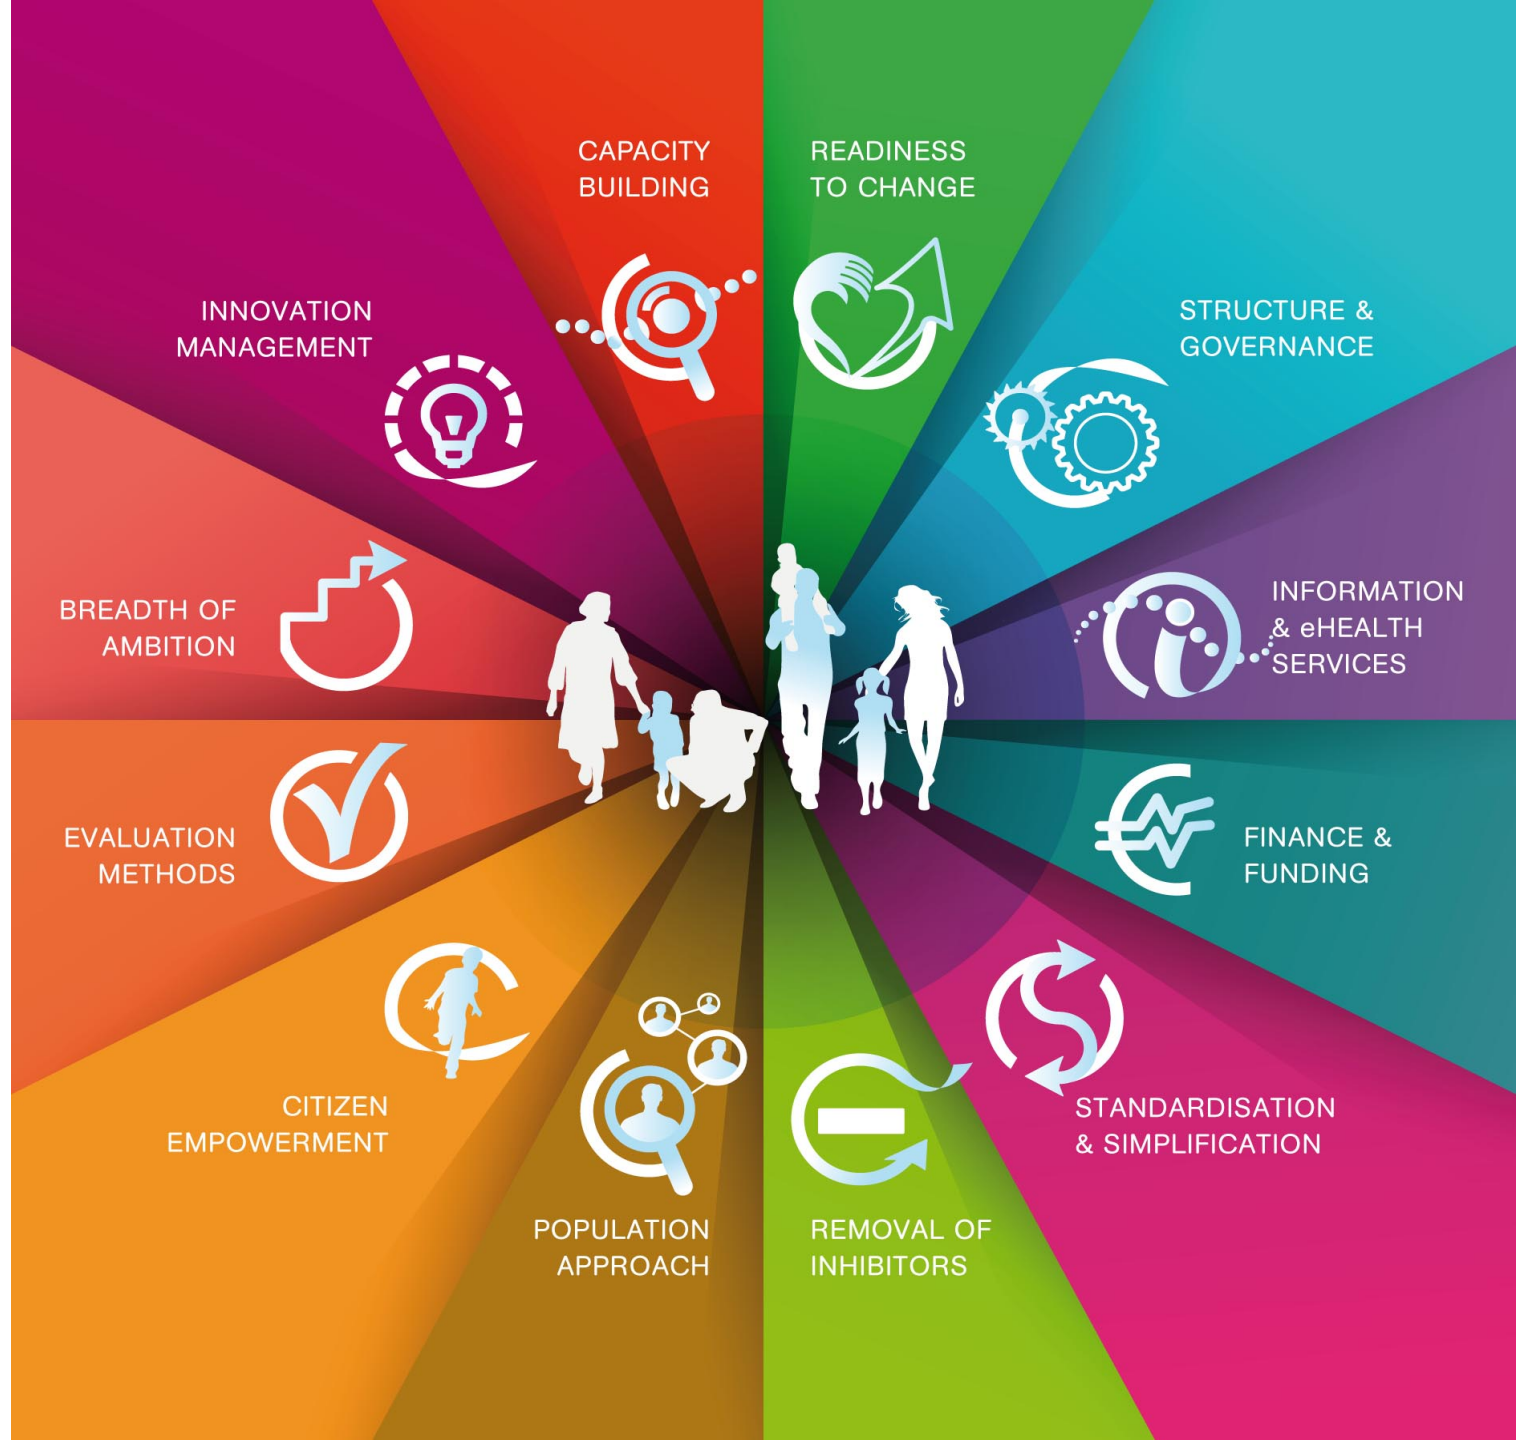 CAPACITY
BUILDING
READINESS
TO CHANGE
STRUCTURE &
GOVERNANCE
INFORMATION
& eHEALTH
SERVICES
FINANCE &
FUNDING
STANDARDISATION
& SIMPLIFICATION
REMOVAL OF
INHIBITORS
POPULATION
APPROACH
CITIZEN
EMPOWERMENT
EVALUATION
METHODS
BREADTH OF
AMBITION
INNOVATION
MANAGEMENT